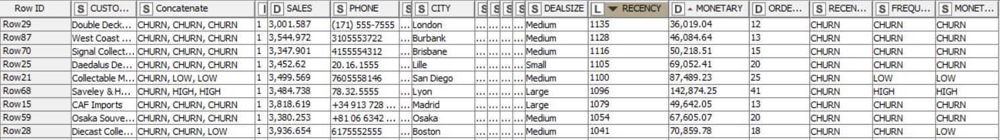 Row ID S CUSTO... S Concatenate I D SALES S PHONE S S CITY S S S S S DEALSIZE L RECENCY D MONETARY D ORDE... S RECEN... S FREQU... S MONET...
Row29 Double Deck... CHURN, CHURN, CHURN 1 3,001.587 (171) 555-7555 ... London ... ... ... ... Medium 1135 36,019.04 12 CHURN CHURN CHURN
Row87 West Coast ... CHURN, CHURN, CHURN 1 3,544.972 3105553722 ... Burbank ... ... ... ... Medium 1128 46,084.64 13 CHURN CHURN CHURN
Row70 Signal Collect... CHURN, CHURN, CHURN 1 3,347.901 4155554312 ... Brisbane ... ... ... ... Medium 1116 50,218.51 15 CHURN CHURN CHURN
Row25 Daedalus De... CHURN, CHURN, CHURN 1 3,452.62 20.16.1555 ... Lille ... ... ... ... Small 1105 69,052.41 20 CHURN CHURN CHURN
Row21 Collectable M... CHURN, LOW, LOW 1 3,499.569 7605558146 ... San Diego ... ... ... ... Medium 1100 87,489.23 25 CHURN LOW LOW
Row68 Saveley & H... CHURN, HIGH, HIGH 1 3,484.738 78.32.5555 ... Lyon ... ... ... ... Large 1096 142,874.25 41 CHURN HIGH HIGH
Row15 CAF Imports CHURN, CHURN, CHURN 1 3,818.619 +34 913 728 ... ... Madrid ... ... ... ... Large 1079 49,642.05 13 CHURN CHURN CHURN
Row59 Osaka Souve... CHURN, CHURN, CHURN 1 3,380.253 +81 06 6342 ... ... Osaka ... ... ... ... Medium 1054 67,605.07 20 CHURN CHURN CHURN
Row28 Diecast Colle... CHURN, CHURN, LOW 1 3,936.654 6175552555 ... Boston ... ... ... ... Medium 1041 70,859.78 18 CHURN CHURN LOW